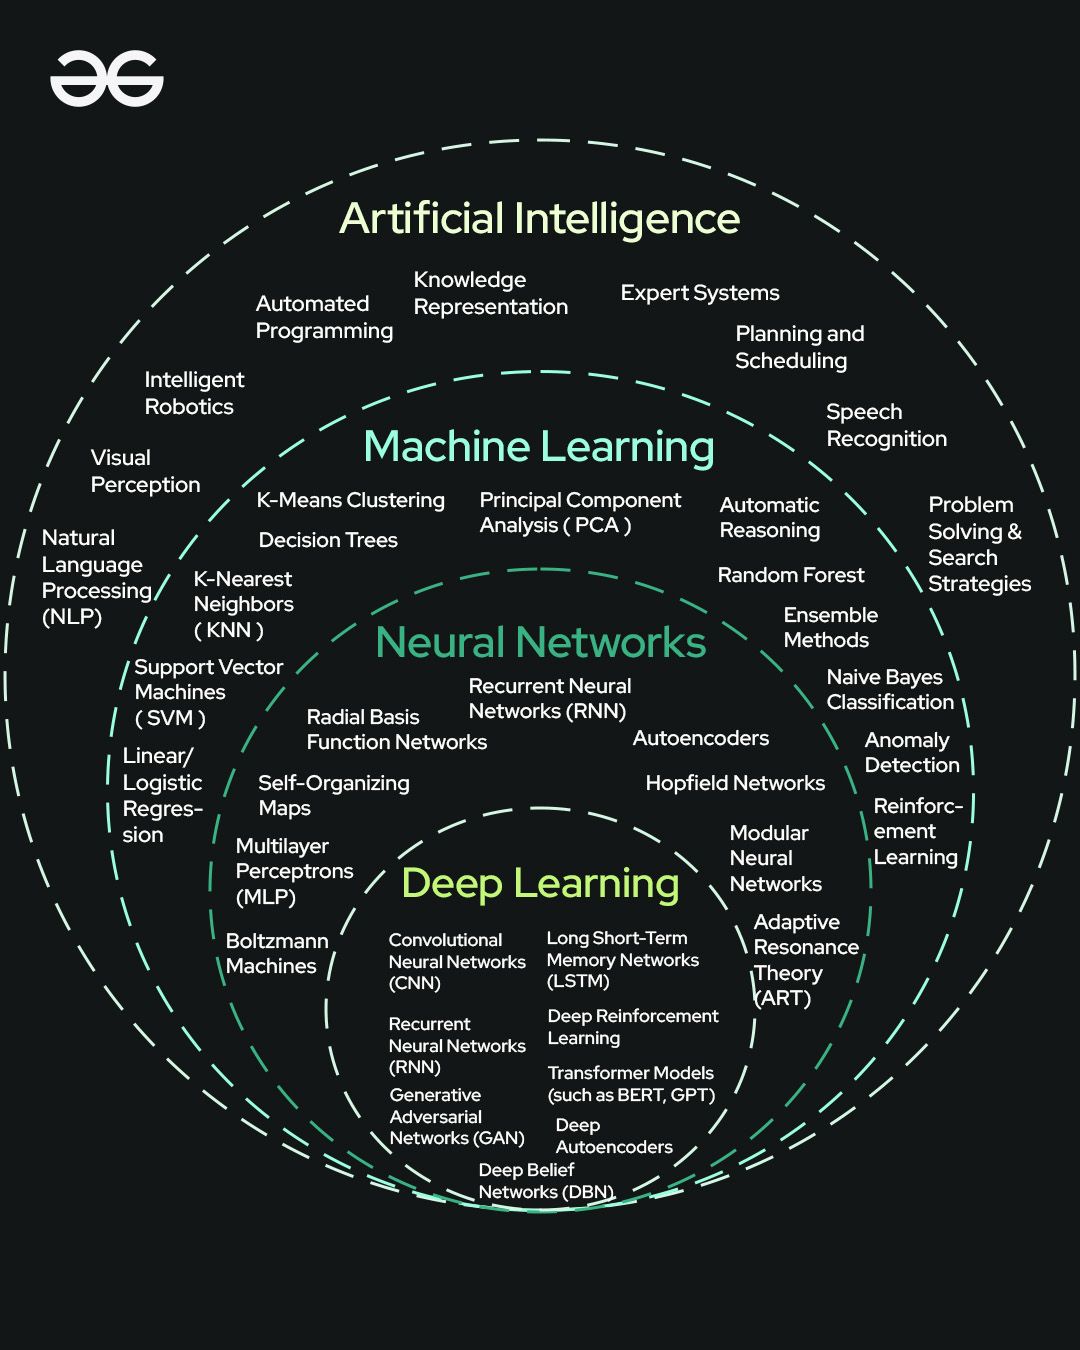 Artificial Intelligence
Knowledge
Representation
Expert Systems
Automated
Programming
Planning and
Scheduling
Intelligent
Robotics
Speech
Recognition
Visual
Perception
Problem
Solving &
Search
Strategies
Natural
Language
Processing
(NLP)
Machine Learning
K-Means Clustering
Principal Component
Analysis ( PCA )
Automatic
Reasoning
Decision Trees
Random Forest
K-Nearest
Neighbors
( KNN )
Ensemble
Methods
Support Vector
Machines
( SVM )
Naive Bayes
Classification
Linear/
Logistic
Regres-
sion
Anomaly
Detection
Reinforc-
ement
Learning
Neural Networks
Recurrent Neural
Networks (RNN)
Radial Basis
Function Networks
Autoencoders
Self-Organizing
Maps
Hopfield Networks
Multilayer
Perceptrons
(MLP)
Modular
Neural
Networks
Boltzmann
Machines
Adaptive
Resonance
Theory
(ART)
Deep Learning
Convolutional
Neural Networks
(CNN)
Long Short-Term
Memory Networks
(LSTM)
Recurrent
Neural Networks
(RNN)
Deep Reinforcement
Learning
Generative
Adversarial
Networks (GAN)
Transformer Models
(such as BERT, GPT)
Deep
Autoencoders
Deep Belief
Networks (DBN)